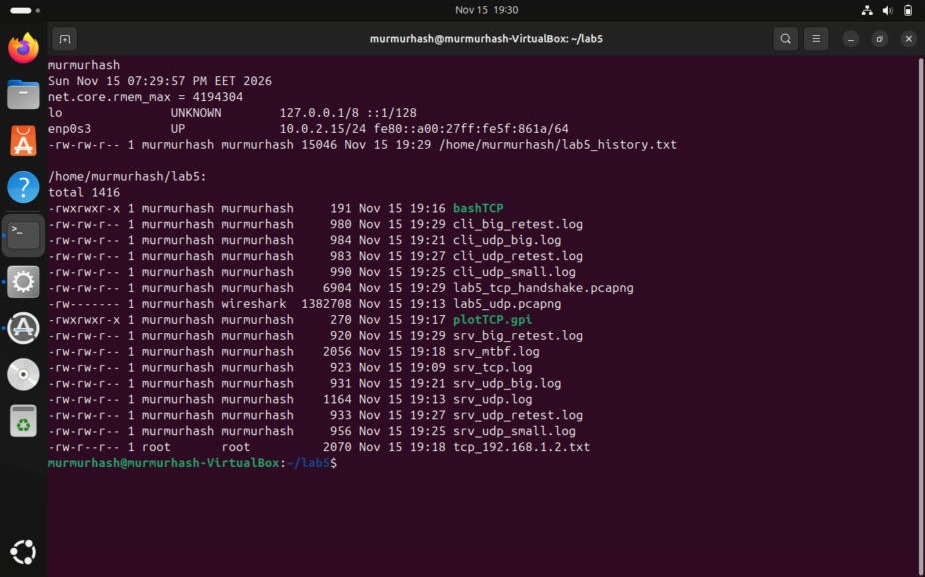 Nov 15 19:30
murmurhash@murmurhash-VirtualBox: ~/lab5
murmurhash
Sun Nov 15 07:29:57 PM EET 2026
net.core.rmem_max = 4194304
lo UNKNOWN 127.0.0.1/8 ::1/128
enp0s3 UP 10.0.2.15/24 fe80::a00:27ff:fe5f:861a/64
-rw-rw-r-- 1 murmurhash murmurhash 15046 Nov 15 19:29 /home/murmurhash/lab5_history.txt
/home/murmurhash/lab5:
total 1416
-rwxrwxr-x 1 murmurhash murmurhash 191 Nov 15 19:16 bashTCP
-rw-rw-r-- 1 murmurhash murmurhash 980 Nov 15 19:29 cli_big_retest.log
-rw-rw-r-- 1 murmurhash murmurhash 984 Nov 15 19:21 cli_udp_big.log
-rw-rw-r-- 1 murmurhash murmurhash 983 Nov 15 19:27 cli_udp_retest.log
-rw-rw-r-- 1 murmurhash murmurhash 990 Nov 15 19:25 cli_udp_small.log
-rw-rw-r-- 1 murmurhash murmurhash 6904 Nov 15 19:29 lab5_tcp_handshake.pcapng
-rw------- 1 murmurhash wireshark 1382708 Nov 15 19:13 lab5_udp.pcapng
-rwxrwxr-x 1 murmurhash murmurhash 270 Nov 15 19:17 plotTCP.gpi
-rw-rw-r-- 1 murmurhash murmurhash 920 Nov 15 19:29 srv_big_retest.log
-rw-rw-r-- 1 murmurhash murmurhash 2056 Nov 15 19:18 srv_mtbf.log
-rw-rw-r-- 1 murmurhash murmurhash 923 Nov 15 19:09 srv_tcp.log
-rw-rw-r-- 1 murmurhash murmurhash 931 Nov 15 19:21 srv_udp_big.log
-rw-rw-r-- 1 murmurhash murmurhash 1164 Nov 15 19:13 srv_udp.log
-rw-rw-r-- 1 murmurhash murmurhash 933 Nov 15 19:27 srv_udp_retest.log
-rw-rw-r-- 1 murmurhash murmurhash 956 Nov 15 19:25 srv_udp_small.log
-rw-r--r-- 1 root root 2070 Nov 15 19:18 tcp_192.168.1.2.txt
murmurhash@murmurhash-VirtualBox:~/lab5$